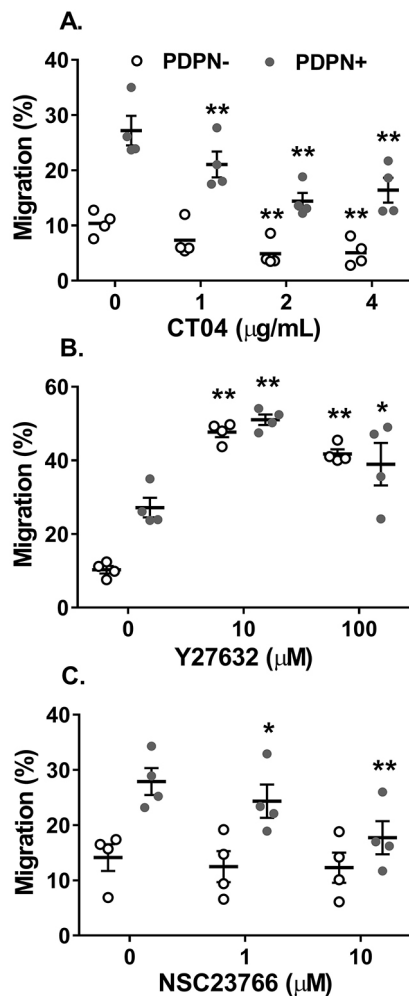 A.
PDPN- PDPN+
Migration (%)
40
30
20
10
0
** ** **
** **
0 1 2 4
CT04 (μg/mL)
B.
Migration (%)
60
40
20
0
** ** ** *
0 10 100
Y27632 (μM)
C.
Migration (%)
40
30
20
10
0
* **
0 1 10
NSC23766 (μM)